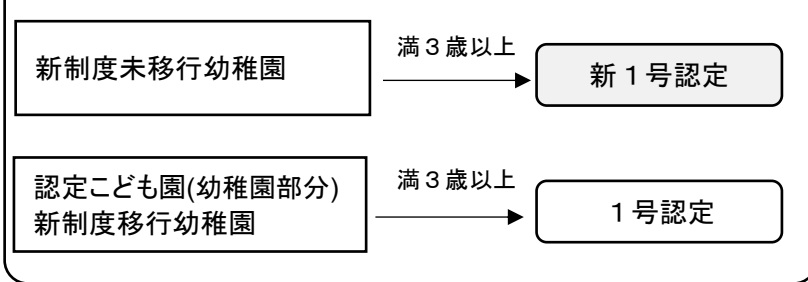 新制度未移行幼稚園
満３歳以上
新１号認定
認定こども園(幼稚園部分)
新制度移行幼稚園
満３歳以上
１号認定